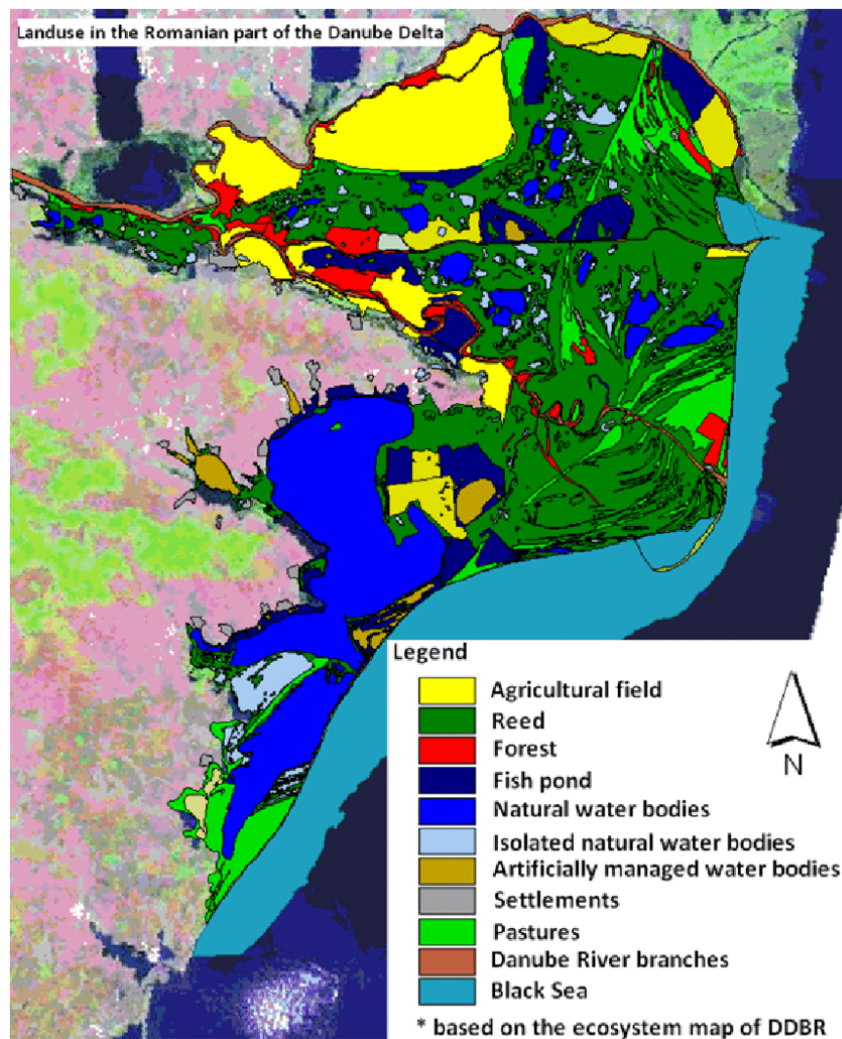 Landuse in the Romanian part of the Danube Delta
Legend
Agricultural field
Reed
Forest
Fish pond
Natural water bodies
Isolated natural water bodies
Artificially managed water bodies
Settlements
Pastures
Danube River branches
Black Sea
N
* based on the ecosystem map of DDBR